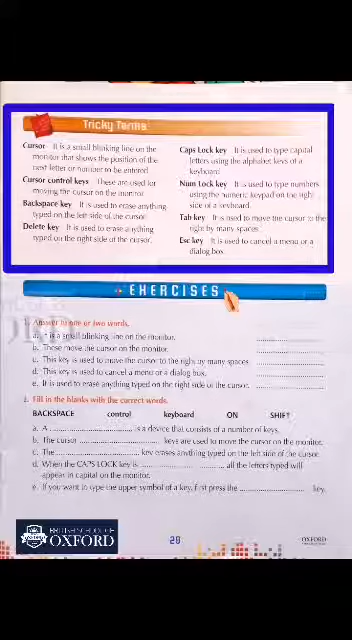 Tricky Terms
Cursor It is a small blinking line on the
monitor that shows the position of the
next letter or number to be entered.
Cursor control keys These are used for
moving the cursor on the monitor.
Backspace key It is used to erase anything
typed on the left side of the cursor.
Delete key It is used to erase anything
typed on the right side of the cursor.
Caps Lock key It is used to type capital
letters using the alphabet keys of a
keyboard.
Num Lock key It is used to type numbers
using the numeric keypad on the right
side of a keyboard.
Tab key It is used to move the cursor to the
right by many spaces.
Esc key It is used to cancel a menu or a
dialog box.
EXERCISES
1. Answer in one or two words.
a. It is a small blinking line on the monitor.
b. These move the cursor on the monitor.
c. This key is used to move the cursor to the right by many spaces.
d. This key is used to cancel a menu or a dialog box.
e. It is used to erase anything typed on the right side of the cursor.
2. Fill in the blanks with the correct words.
BACKSPACE control keyboard ON SHIFT
a. A .................... is a device that consists of a number of keys.
b. The cursor .................... keys are used to move the cursor on the monitor.
c. The .................... key erases anything typed on the left side of the cursor.
d. When the CAPS LOCK key is .................... all the letters typed will
appear in capital on the monitor.
e. If you want to type the upper symbol of a key, first press the .................... key.
BRITISH SCHOOL OF
OXFORD
28
OXFORD